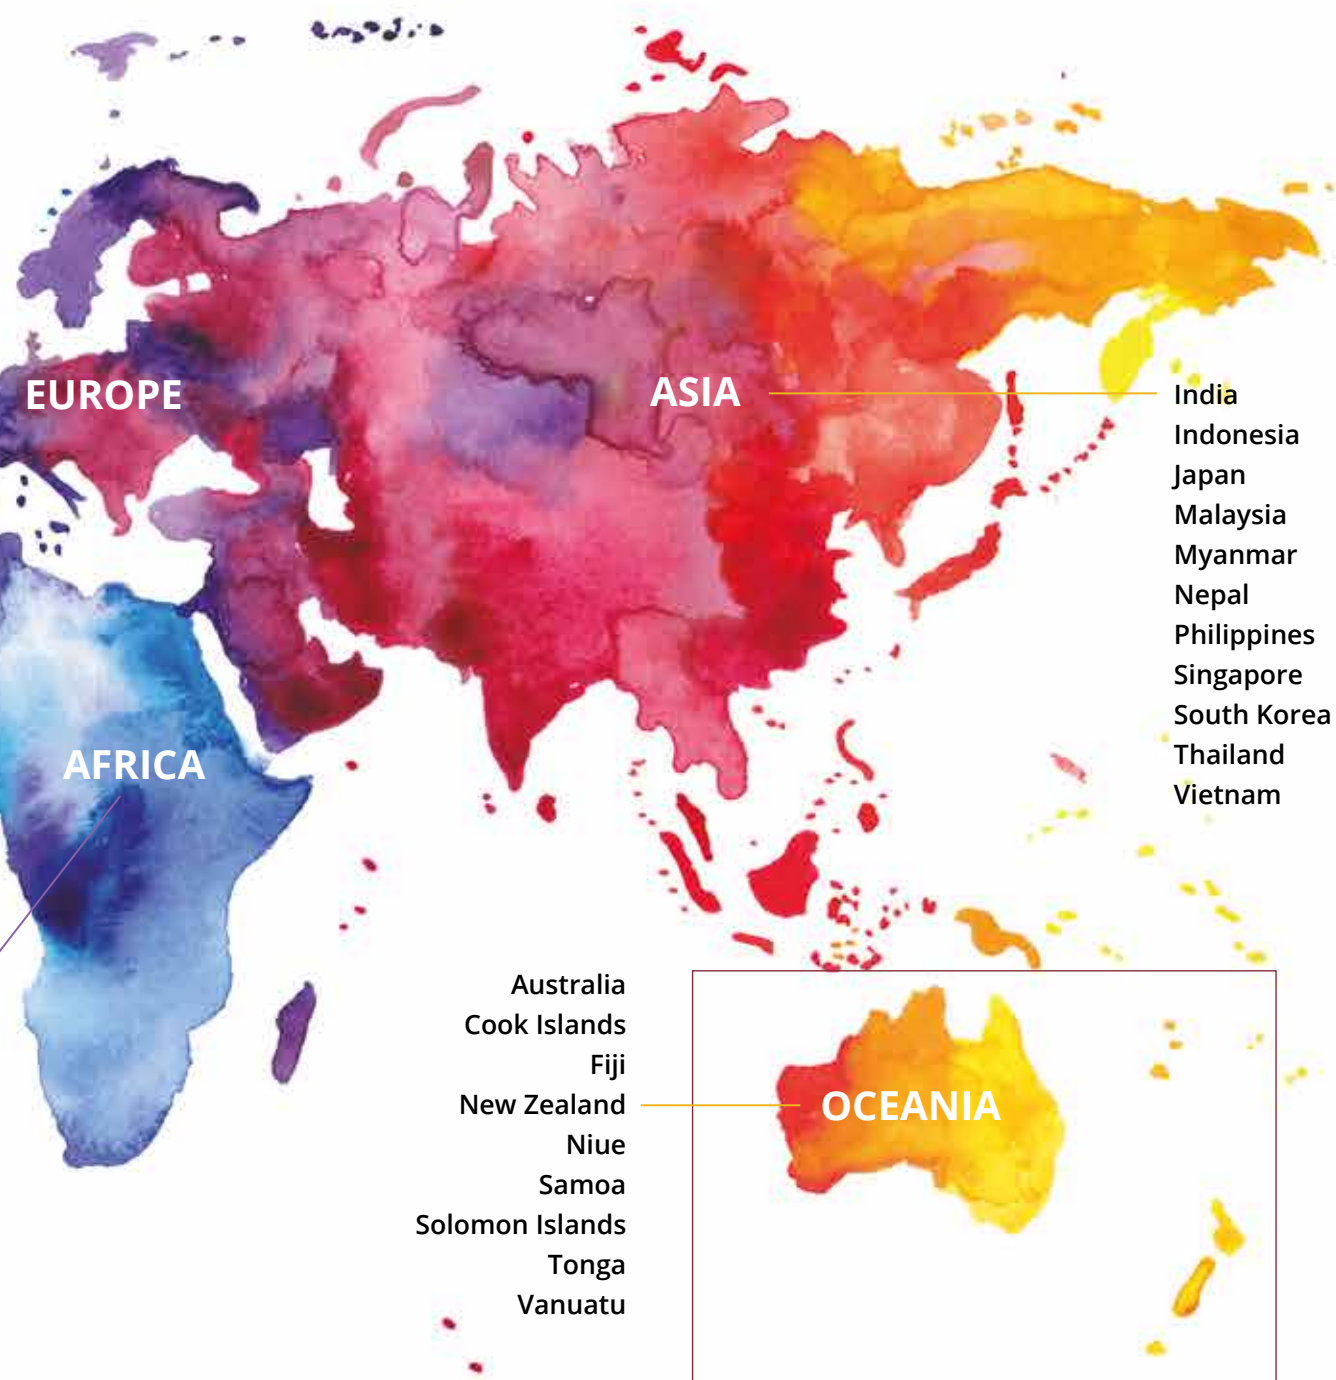 EUROPE
ASIA
India
Indonesia
Japan
Malaysia
Myanmar
Nepal
Philippines
Singapore
South Korea
Thailand
Vietnam
AFRICA
Australia
Cook Islands
Fiji
New Zealand
Niue
Samoa
Solomon Islands
Tonga
Vanuatu
OCEANIA